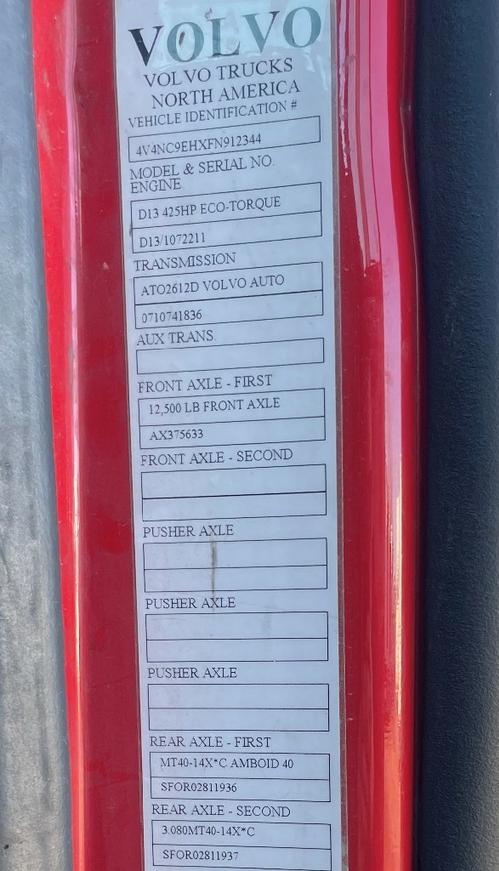 VOLVO
VOLVO TRUCKS
NORTH AMERICA
VEHICLE IDENTIFICATION #
4V4NC9EHXFN912344
MODEL & SERIAL NO.
ENGINE
D13 425HP ECO-TORQUE
D13/1072211
TRANSMISSION
ATO2612D VOLVO AUTO
0710741836
AUX TRANS.
FRONT AXLE - FIRST
12,500 LB FRONT AXLE
AX375633
FRONT AXLE - SECOND
PUSHER AXLE
PUSHER AXLE
PUSHER AXLE
REAR AXLE - FIRST
MT40-14X*C AMBOID 40
SFOR02811936
REAR AXLE - SECOND
3.080MT40-14X*C
SFOR02811937